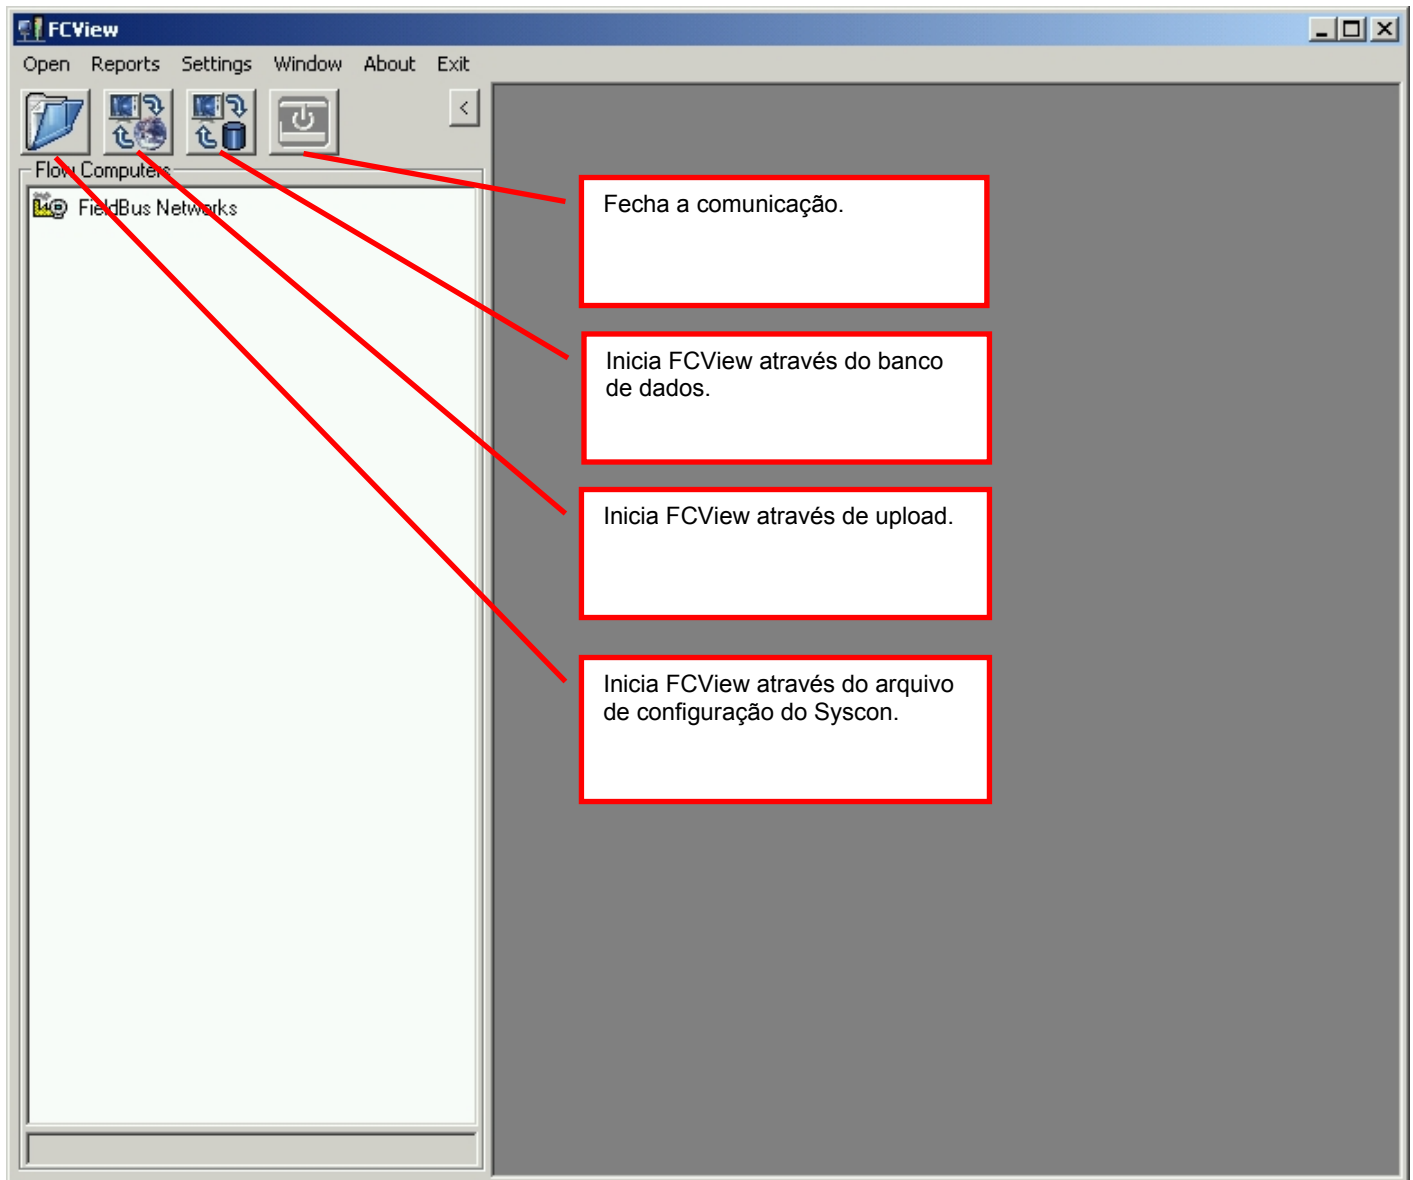 FCView
Open Reports Settings Window About Exit
<
Flow Computers
FieldBus Networks
Fecha a comunicação.
Inicia FCView através do banco
de dados.
Inicia FCView através de upload.
Inicia FCView através do arquivo
de configuração do Syscon.